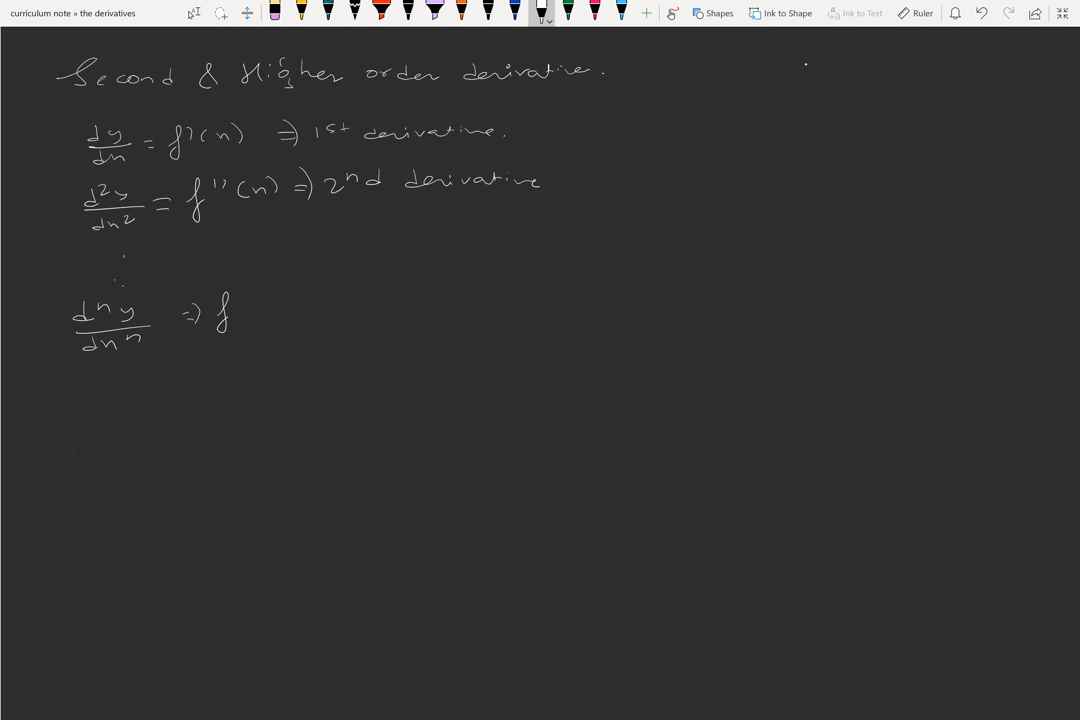 curriculum note » the derivatives
Shapes Ink to Shape Ink to Text Ruler
Second & Higher order derivative.
dy/dx = f'(x) ⇒ 1st derivative.
d²y/dx² = f''(x) ⇒ 2nd derivative
⋮
dⁿy/dxⁿ ⇒ f